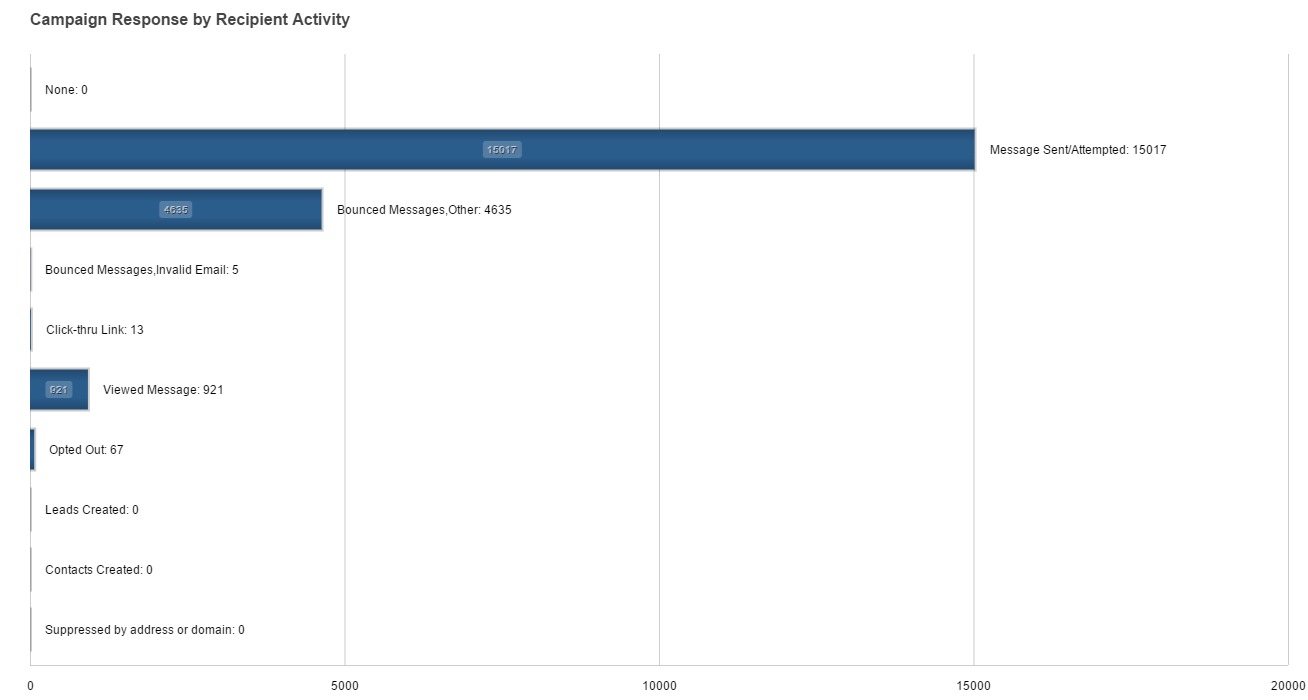 Campaign Response by Recipient Activity
None: 0
15017 Message Sent/Attempted: 15017
4635 Bounced Messages,Other: 4635
Bounced Messages,Invalid Email: 5
Click-thru Link: 13
921 Viewed Message: 921
Opted Out: 67
Leads Created: 0
Contacts Created: 0
Suppressed by address or domain: 0
0 5000 10000 15000 20000